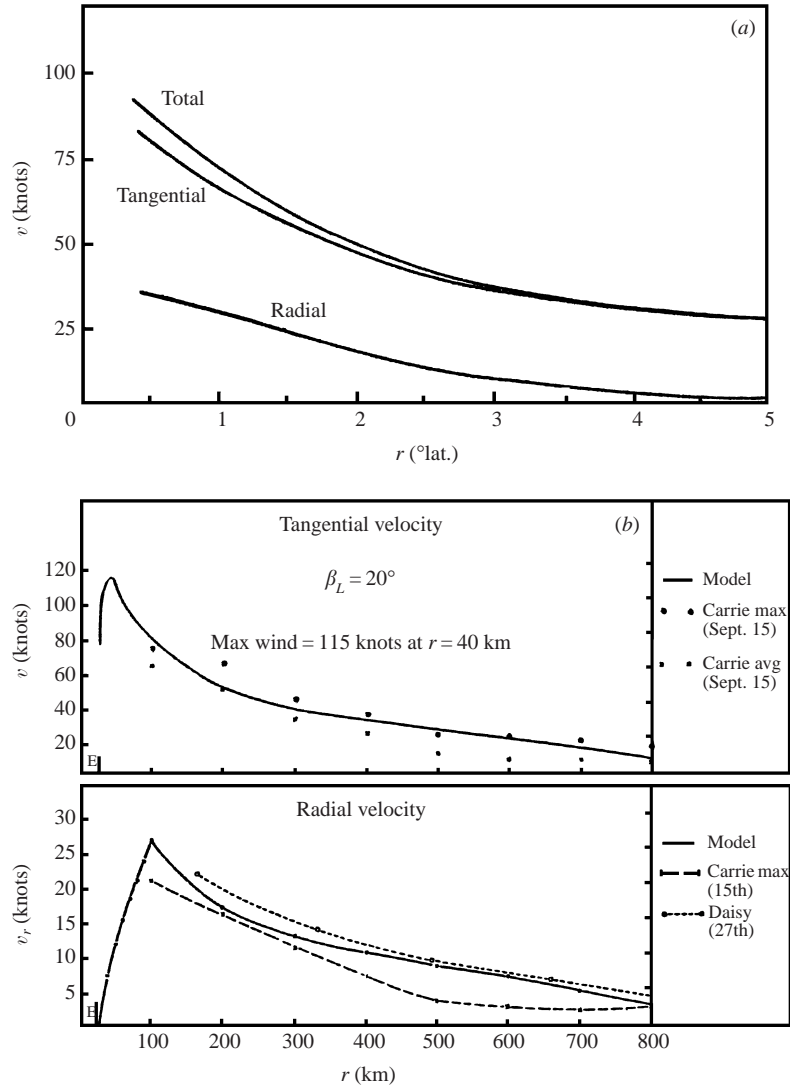 (a)
100
75
50
25
0
v (knots)
Total
Tangential
Radial
1
2
3
4
5
r (°lat.)
Tangential velocity
(b)
β_L = 20°
Max wind = 115 knots at r = 40 km
120
100
80
60
40
20
v (knots)
E
Model
Carrie max
(Sept. 15)
Carrie avg
(Sept. 15)
Radial velocity
30
25
20
15
10
5
v_r (knots)
E
Model
Carrie max
(15th)
Daisy
(27th)
100 200 300 400 500 600 700 800
r (km)